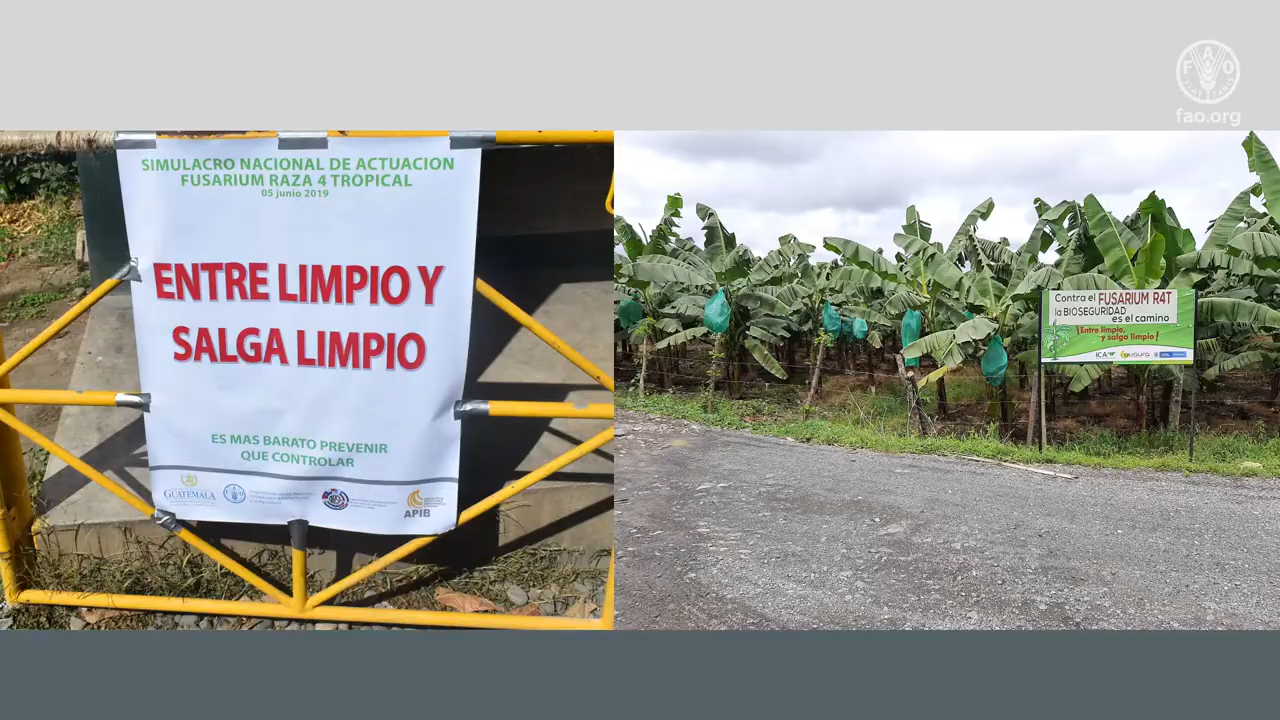 SIMULACRO NACIONAL DE ACTUACION
FUSARIUM RAZA 4 TROPICAL
05 junio 2019
ENTRE LIMPIO Y
SALGA LIMPIO
ES MAS BARATO PREVENIR
QUE CONTROLAR
GUATEMALA
APIB
FAO
fao.org
Contra el FUSARIUM R4T
la BIOSEGURIDAD
es el camino
¡Entre limpio,
y salga limpio!
ICA
augura